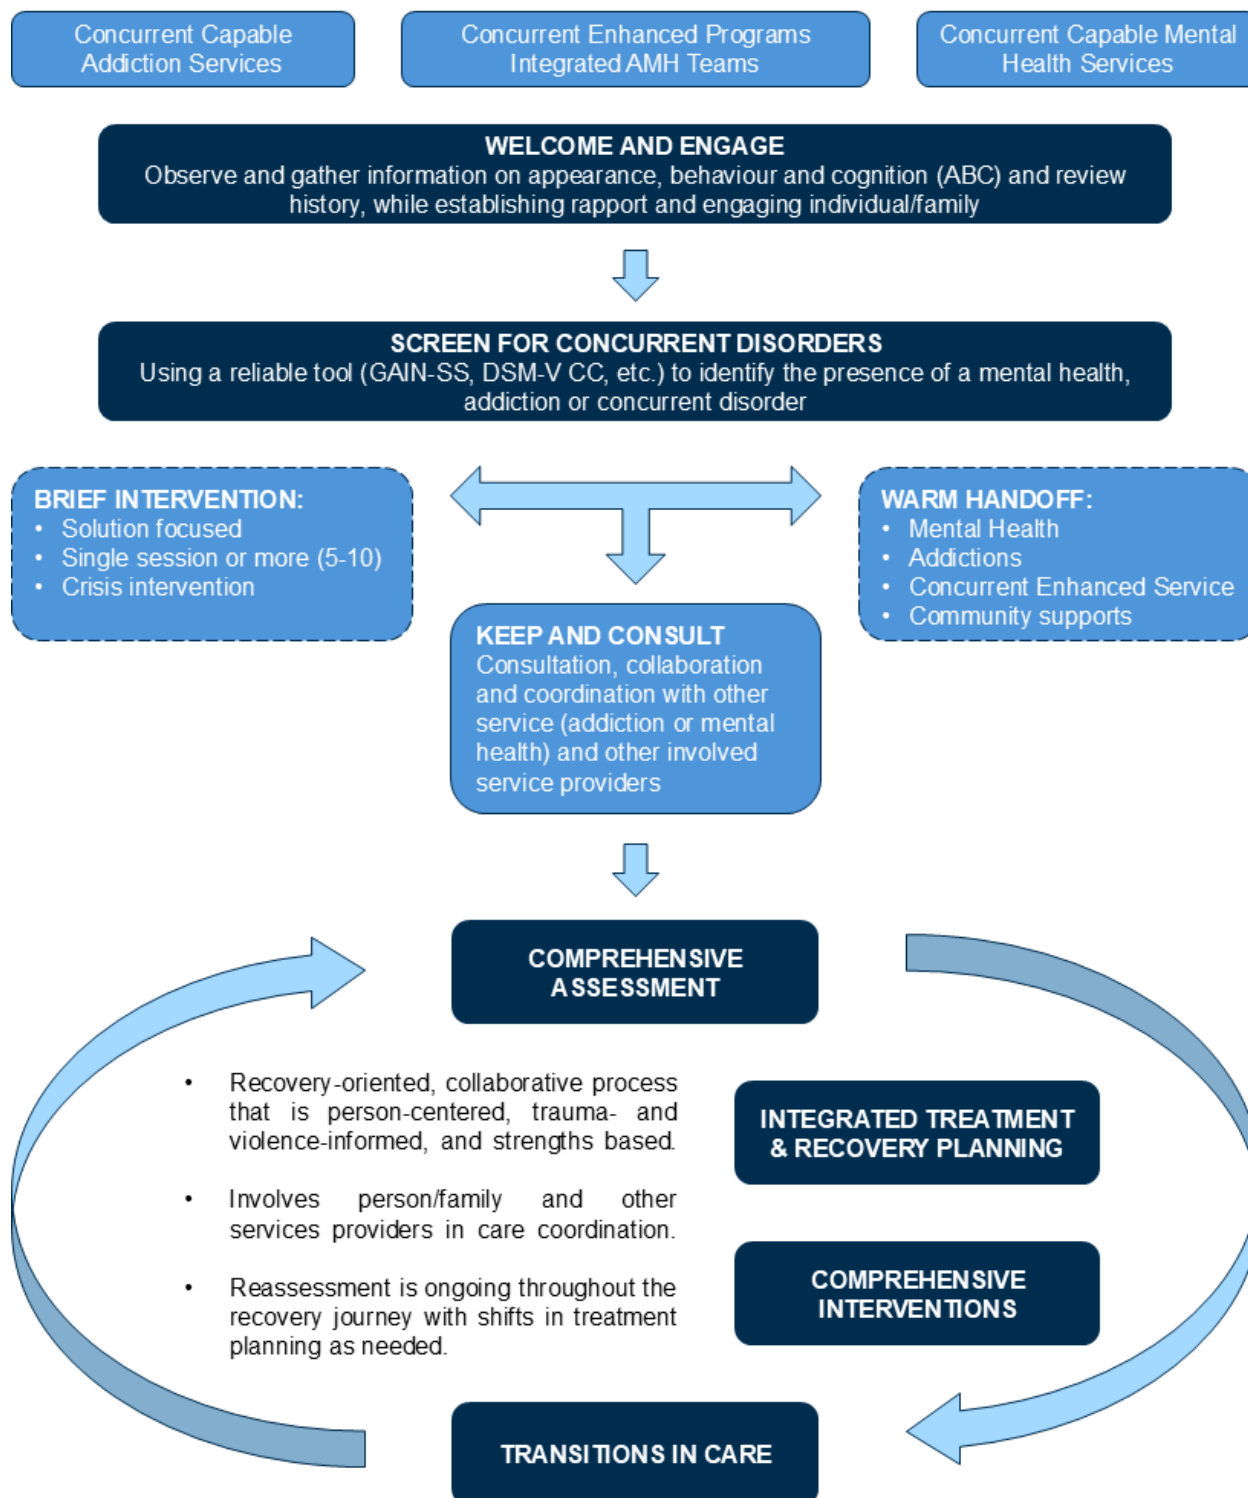 Concurrent Capable
Addiction Services
Concurrent Enhanced Programs
Integrated AMH Teams
Concurrent Capable Mental
Health Services
WELCOME AND ENGAGE
Observe and gather information on appearance, behaviour and cognition (ABC) and review
history, while establishing rapport and engaging individual/family
SCREEN FOR CONCURRENT DISORDERS
Using a reliable tool (GAIN-SS, DSM-V CC, etc.) to identify the presence of a mental health,
addiction or concurrent disorder
BRIEF INTERVENTION:
• Solution focused
• Single session or more (5-10)
• Crisis intervention
WARM HANDOFF:
• Mental Health
• Addictions
• Concurrent Enhanced Service
• Community supports
KEEP AND CONSULT
Consultation, collaboration
and coordination with other
service (addiction or mental
health) and other involved
service providers
COMPREHENSIVE
ASSESSMENT
• Recovery-oriented, collaborative process
that is person-centered, trauma- and
violence-informed, and strengths based.
• Involves person/family and other
services providers in care coordination.
• Reassessment is ongoing throughout the
recovery journey with shifts in treatment
planning as needed.
INTEGRATED TREATMENT
& RECOVERY PLANNING
COMPREHENSIVE
INTERVENTIONS
TRANSITIONS IN CARE